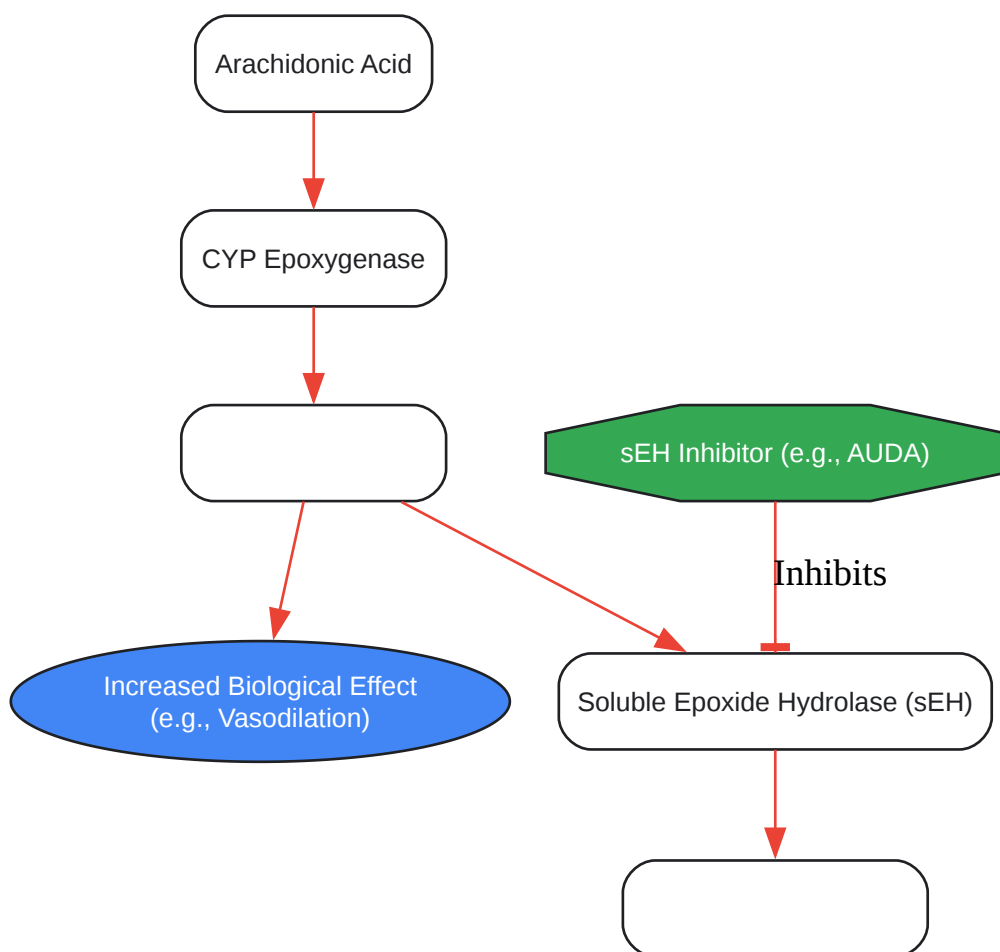 Arachidonic Acid
CYP Epoxygenase
sEH Inhibitor (e.g., AUDA)
Inhibits
Increased Biological Effect
(e.g., Vasodilation)
Soluble Epoxide Hydrolase (sEH)